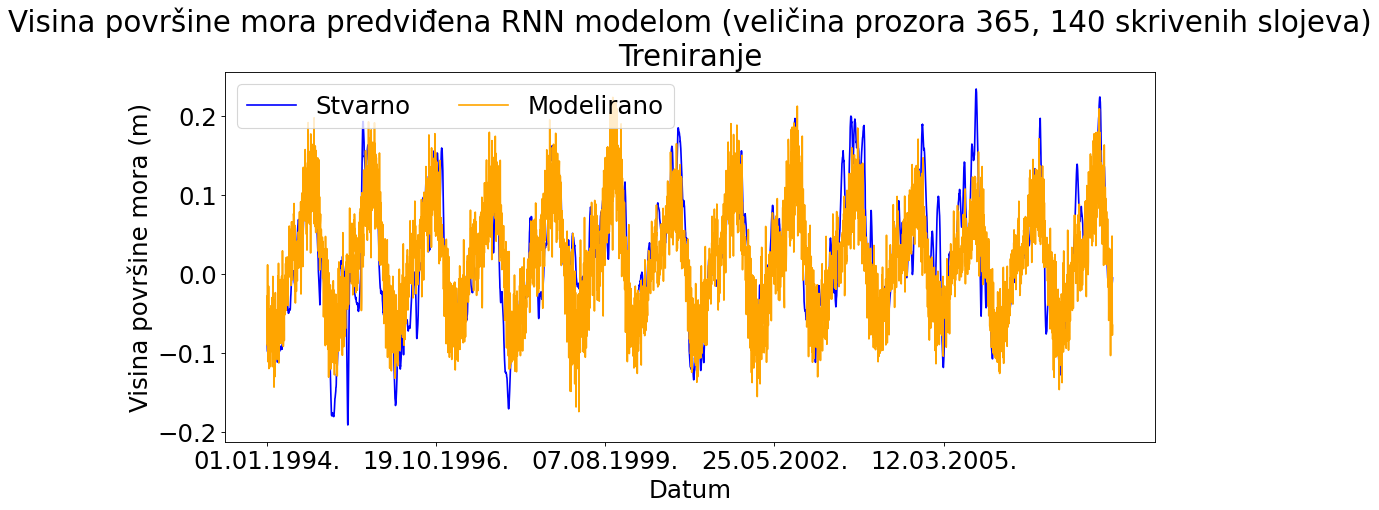 Visina površine mora predviđena RNN modelom (veličina prozora 365, 140 skrivenih slojeva)
Treniranje
Stvarno
Modelirano
Visina površine mora (m)
0.2
0.1
0.0
−0.1
−0.2
01.01.1994.
19.10.1996.
07.08.1999.
25.05.2002.
12.03.2005.
Datum